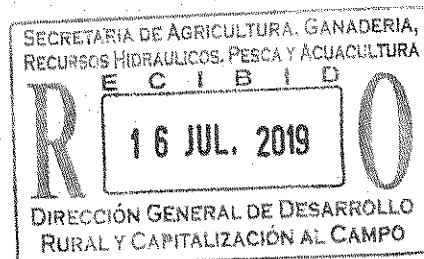 SECRETARIA DE AGRICULTURA, GANADERIA,
RECURSOS HIDRAULICOS, PESCA Y ACUACULTURA
R E C I B I D O
16 JUL. 2019
DIRECCIÓN GENERAL DE DESARROLLO
RURAL Y CAPITALIZACIÓN AL CAMPO